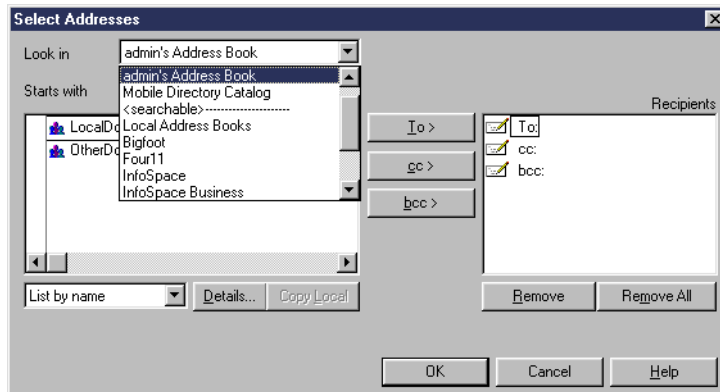 Select Addresses
Look in
admin's Address Book
admin's Address Book
Mobile Directory Catalog
<searchable>---------------------
Local Address Books
Bigfoot
Four11
InfoSpace
InfoSpace Business
Starts with
LocalDo
OtherDo
To >
cc >
bcc >
Recipients
To:
cc:
bcc:
List by name
Details...
Copy Local
Remove
Remove All
OK
Cancel
Help